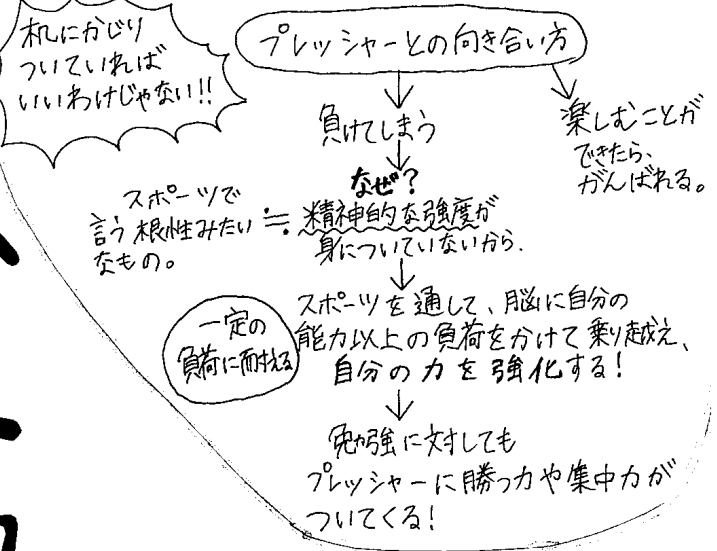 机にかじり
ついていれば
いいわけじゃない!!
プレッシャーとの向き合い方
負けてしまう
楽しむことが
できたら、
がんばれる。
なぜ?
スポーツで
言う根性みたい
なもの。
≒
精神的な強度が
身についていないから.
一定の
負荷に耐える
スポーツを通して、脳に自分の
能力以上の負荷をかけて乗り越え、
自分の力を強化する!
勉強に対しても
プレッシャーに勝つ力や集中力が
ついてくる!